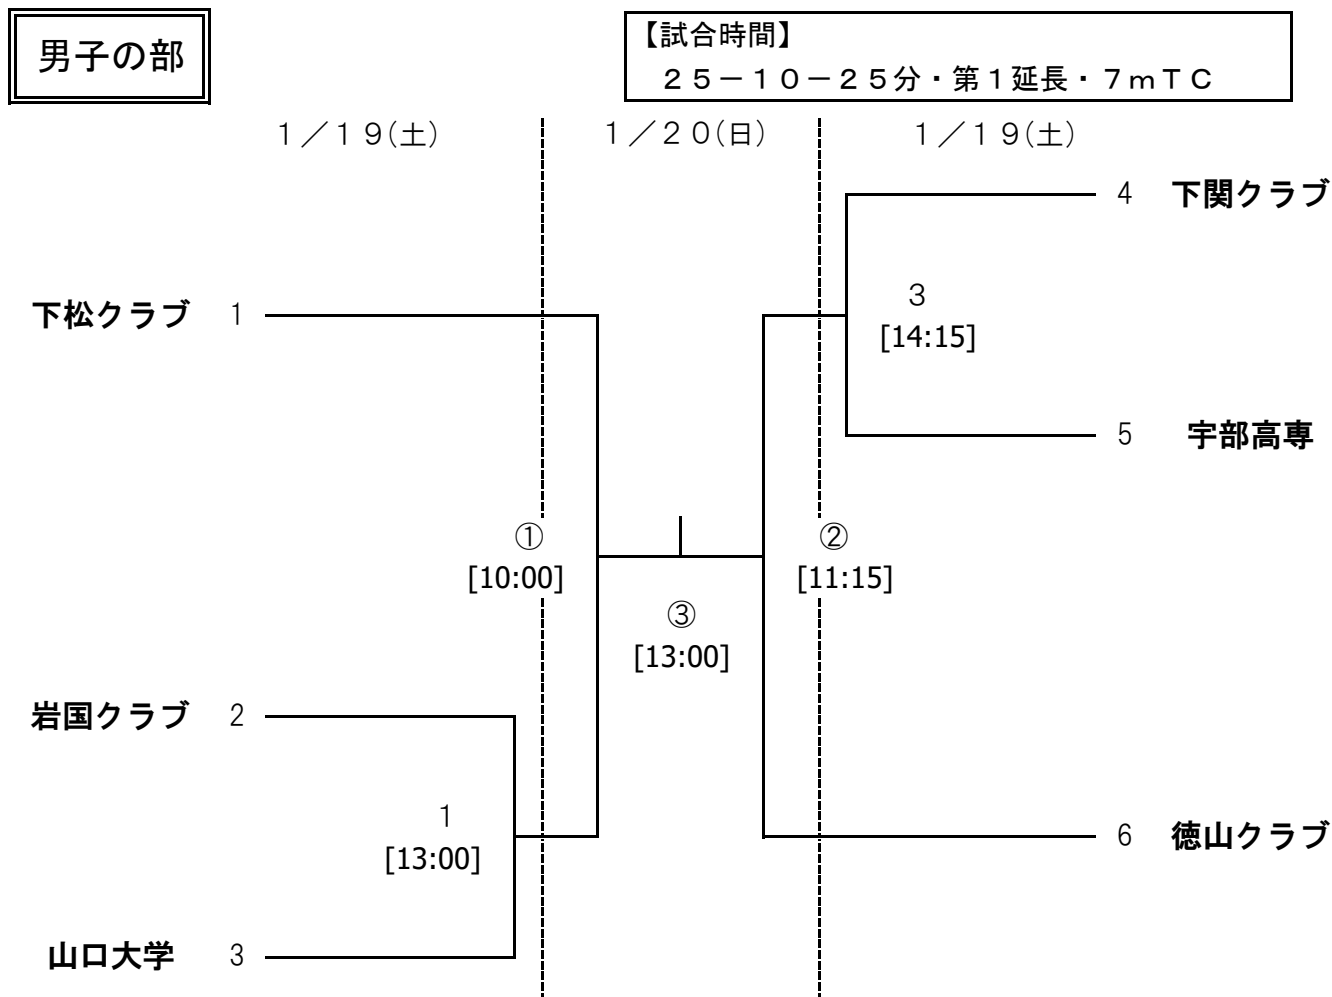 男子の部
【試合時間】
２５－１０－２５分・第１延長・７ｍＴＣ
１／１９(土)
１／２０(日)
１／１９(土)
4 下関クラブ
下松クラブ 1
3
[14:15]
5 宇部高専
①
[10:00]
②
[11:15]
③
[13:00]
岩国クラブ 2
1
[13:00]
6 徳山クラブ
山口大学 3